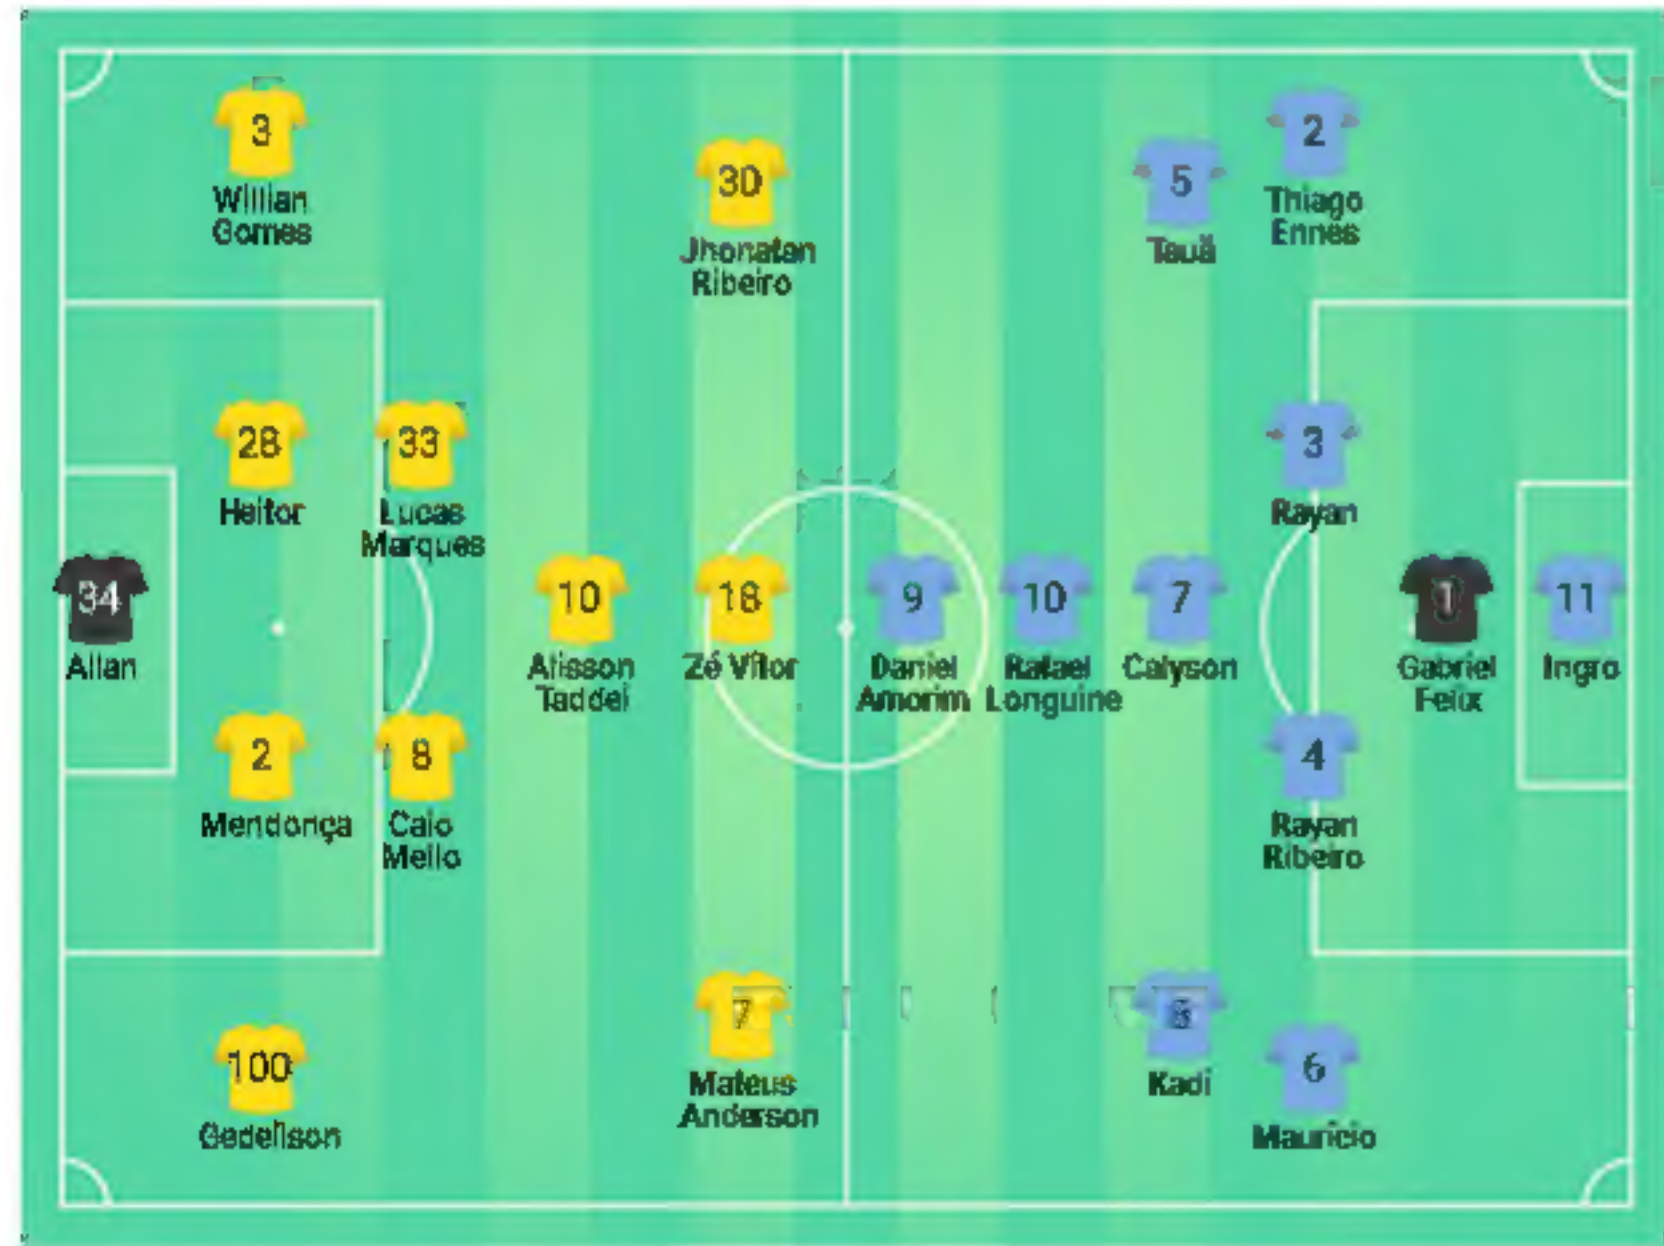 3
Willian
Gomes
30
Jhonatan
Ribeiro
5
Tauã
2
Thiago
Ennes
28
Heitor
33
Lucas
Marques
3
Rayan
34
Allan
10
Alisson
Taddei
18
Zé Vitor
9
Daniel
Amorim
10
Rafael
Longuine
7
Calyson
1
Gabriel
Felix
11
Ingro
2
Mendonça
8
Caio
Mello
4
Rayan
Ribeiro
100
Gedeilson
7
Mateus
Anderson
Kadi
6
Mauricio